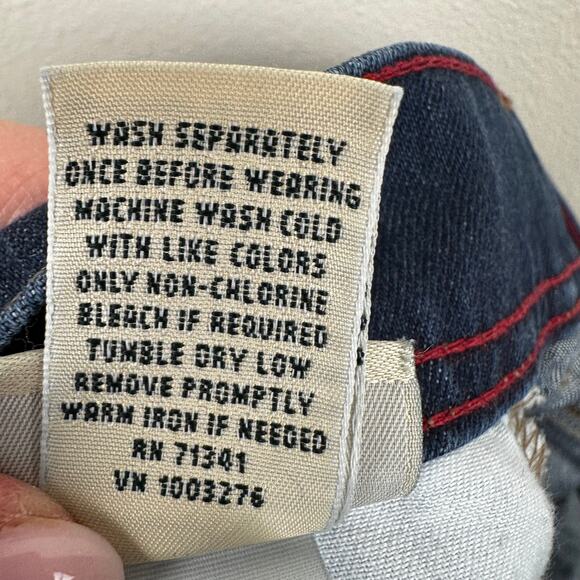 WASH SEPARATELY
ONCE BEFORE WEARING
MACHINE WASH COLD
WITH LIKE COLORS
ONLY NON-CHLORINE
BLEACH IF REQUIRED
TUMBLE DRY LOW
REMOVE PROMPTLY
WARM IRON IF NEEDED
RN 71341
VN 1003276